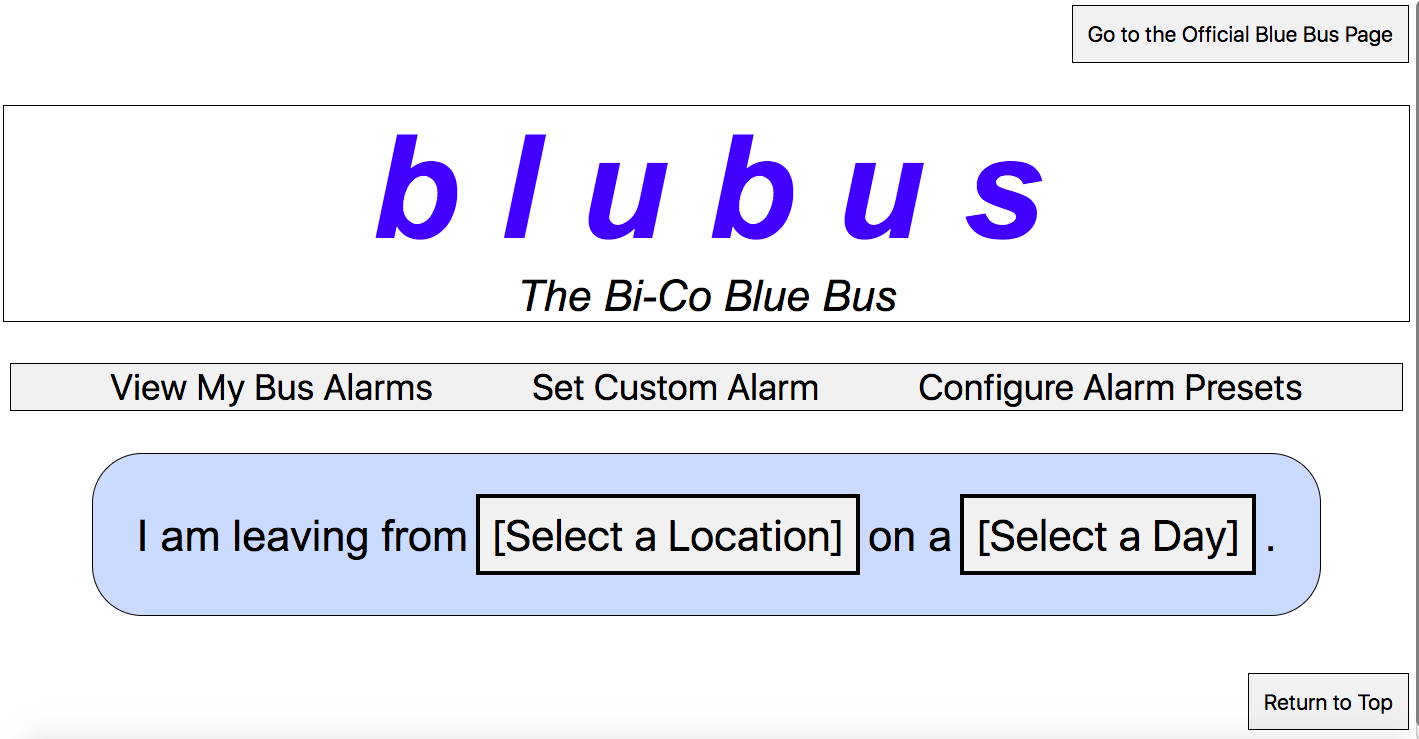 Go to the Official Blue Bus Page
b l u b u s
The Bi-Co Blue Bus
View My Bus Alarms Set Custom Alarm Configure Alarm Presets
I am leaving from [Select a Location] on a [Select a Day] .
Return to Top